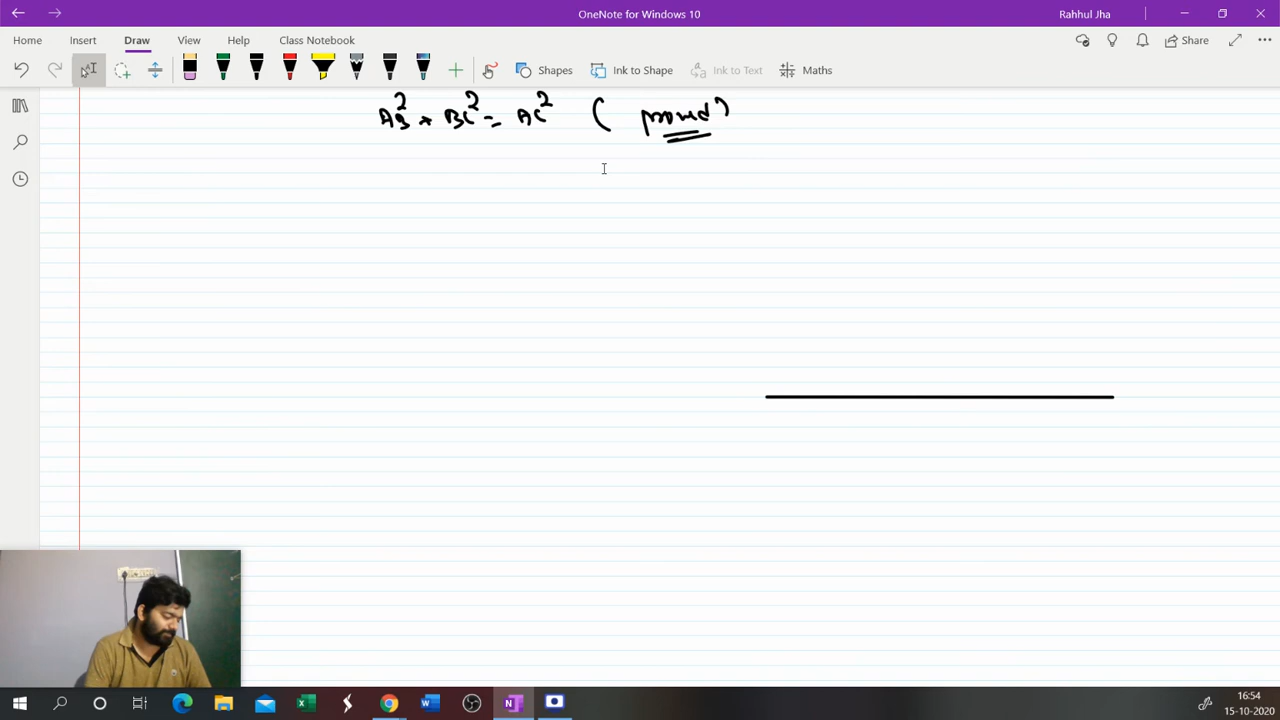 OneNote for Windows 10
Rahhul Jha
Home Insert Draw View Help Class Notebook
Share
Shapes Ink to Shape Ink to Text Maths
AB² + BC² = AC² ( proved )
16:54
15-10-2020